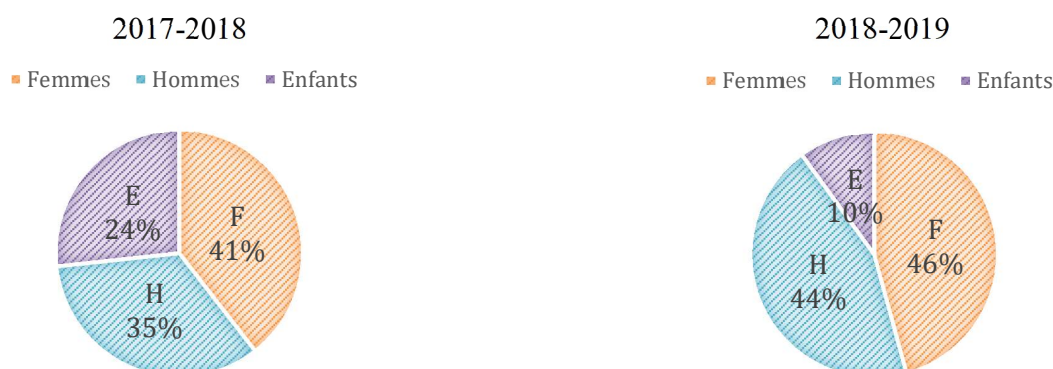 2017-2018
Femmes Hommes Enfants
E
24%
F
41%
H
35%
2018-2019
Femmes Hommes Enfants
E
10%
F
46%
H
44%